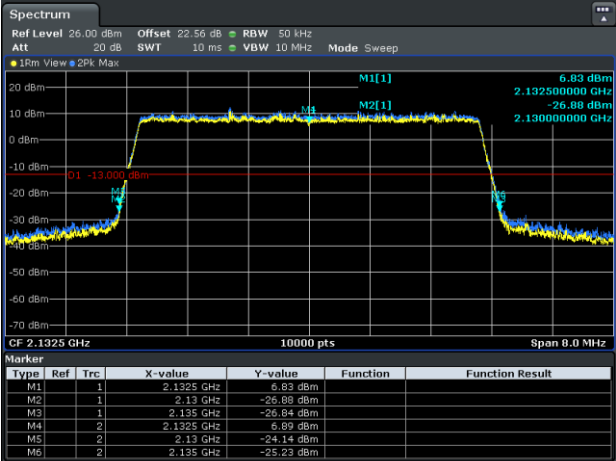 Spectrum
Ref Level 26.00 dBm Offset 22.56 dB RBW 50 kHz
Att 20 dB SWT 10 ms VBW 10 MHz Mode Sweep
1Rm View 2Pk Max
M1[1] 6.83 dBm
2.132500000 GHz
M2[1] -26.88 dBm
2.130000000 GHz
20 dBm
10 dBm
M4
0 dBm
-10 dBm
D1 -13.000 dBm
-20 dBm
-30 dBm
-40 dBm
-50 dBm
-60 dBm
-70 dBm
CF 2.1325 GHz 10000 pts Span 8.0 MHz
Marker
Type Ref Trc X-value Y-value Function Function Result
M1 1 2.1325 GHz 6.83 dBm
M2 1 2.13 GHz -26.88 dBm
M3 1 2.135 GHz -26.84 dBm
M4 2 2.1325 GHz 6.89 dBm
M5 2 2.13 GHz -24.14 dBm
M6 2 2.135 GHz -25.23 dBm